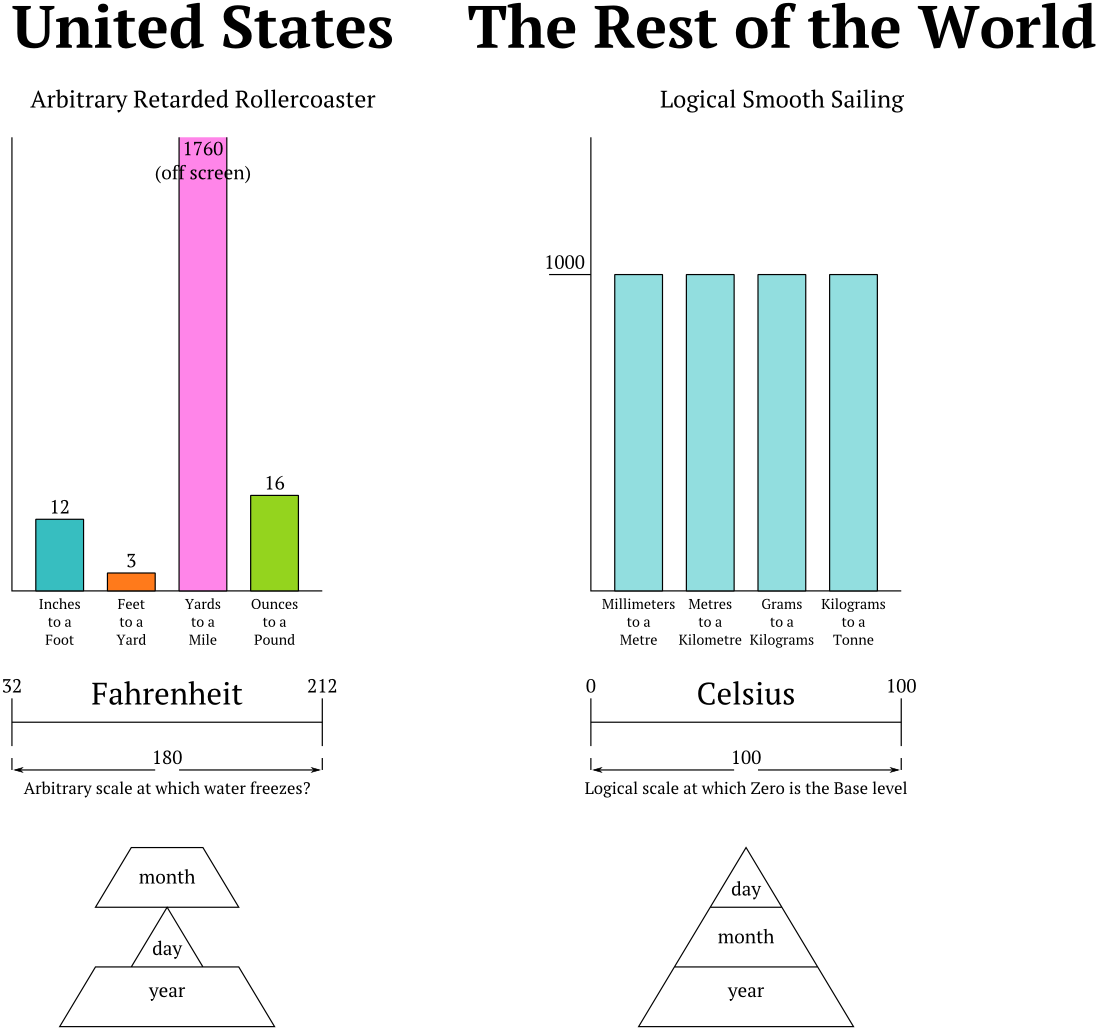 United States
Arbitrary Retarded Rollercoaster
1760
(off screen)
12
3
16
Inches to a Foot
Feet to a Yard
Yards to a Mile
Ounces to a Pound
32
Fahrenheit
212
180
Arbitrary scale at which water freezes?
month
day
year
The Rest of the World
Logical Smooth Sailing
1000
Millimeters to a Metre
Metres to a Kilometre
Grams to a Kilograms
Kilograms to a Tonne
0
Celsius
100
100
Logical scale at which Zero is the Base level
day
month
year